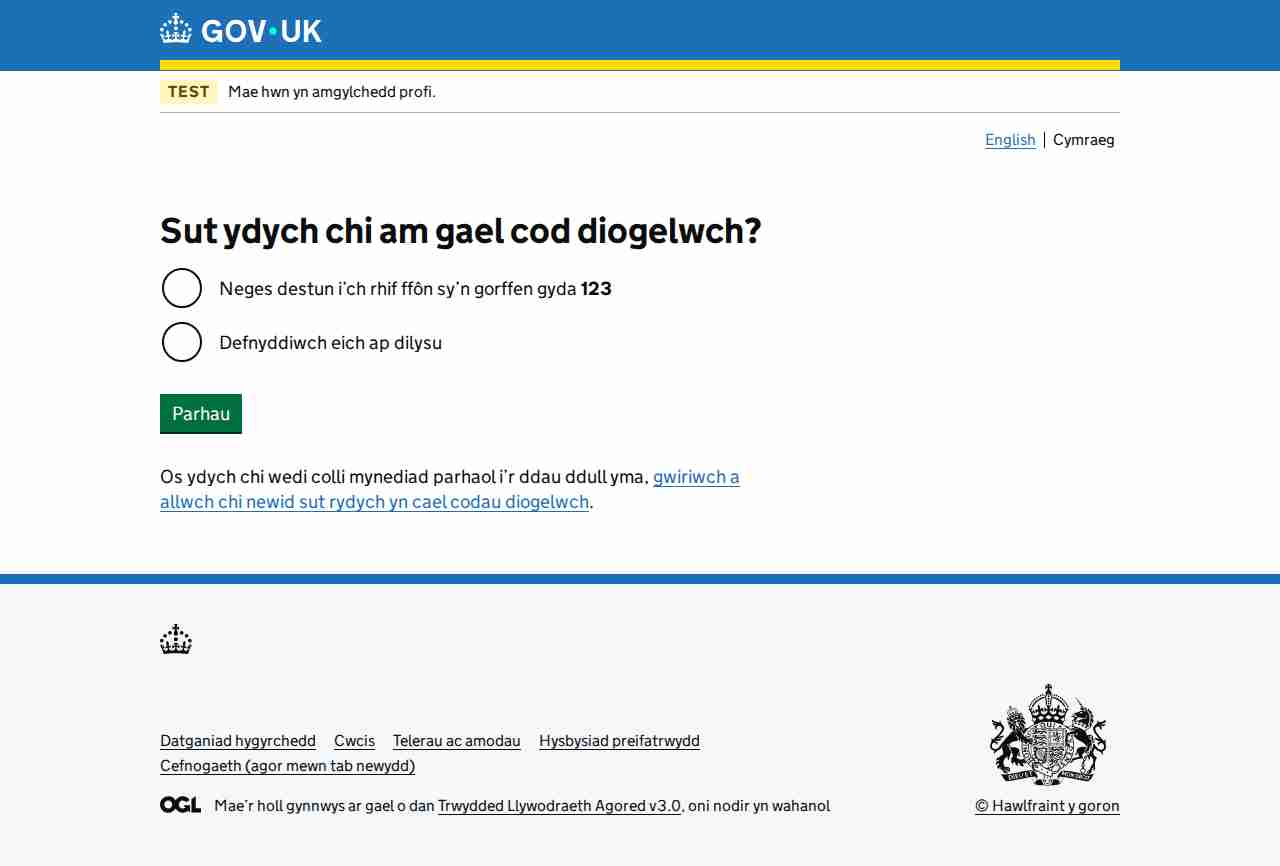 GOV·UK
TEST Mae hwn yn amgylchedd profi.
English Cymraeg
Sut ydych chi am gael cod diogelwch?
Neges destun i’ch rhif ffôn sy’n gorffen gyda 123
Defnyddiwch eich ap dilysu
Parhau
Os ydych chi wedi colli mynediad parhaol i’r ddau ddull yma, gwiriwch a
allwch chi newid sut rydych yn cael codau diogelwch.
Datganiad hygyrchedd Cwcis Telerau ac amodau Hysbysiad preifatrwydd
Cefnogaeth (agor mewn tab newydd)
OGL Mae’r holl gynnwys ar gael o dan Trwydded Llywodraeth Agored v3.0, oni nodir yn wahanol
© Hawlfraint y goron